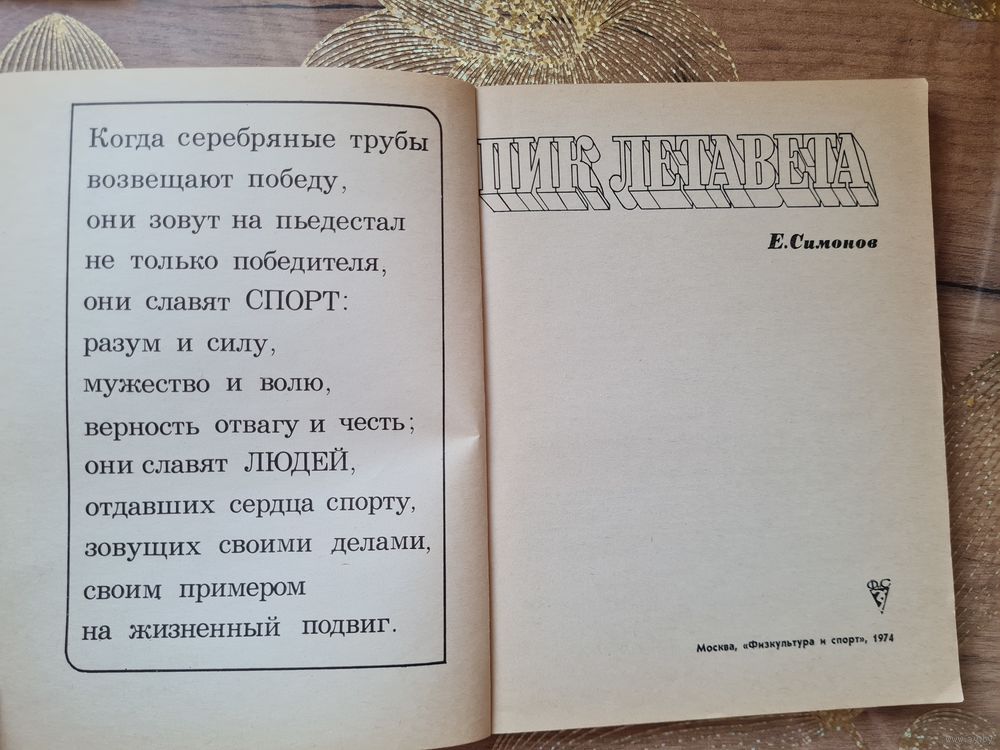 Когда серебряные трубы
возвещают победу,
они зовут на пьедестал
не только победителя,
они славят СПОРТ:
разум и силу,
мужество и волю,
верность отвагу и честь;
они славят ЛЮДЕЙ,
отдавших сердца спорту,
зовущих своими делами,
своим примером
на жизненный подвиг.
ПИК ЛЕТАВЕТА
Е.Симонов
ФиС
Москва, «Физкультура и спорт», 1974